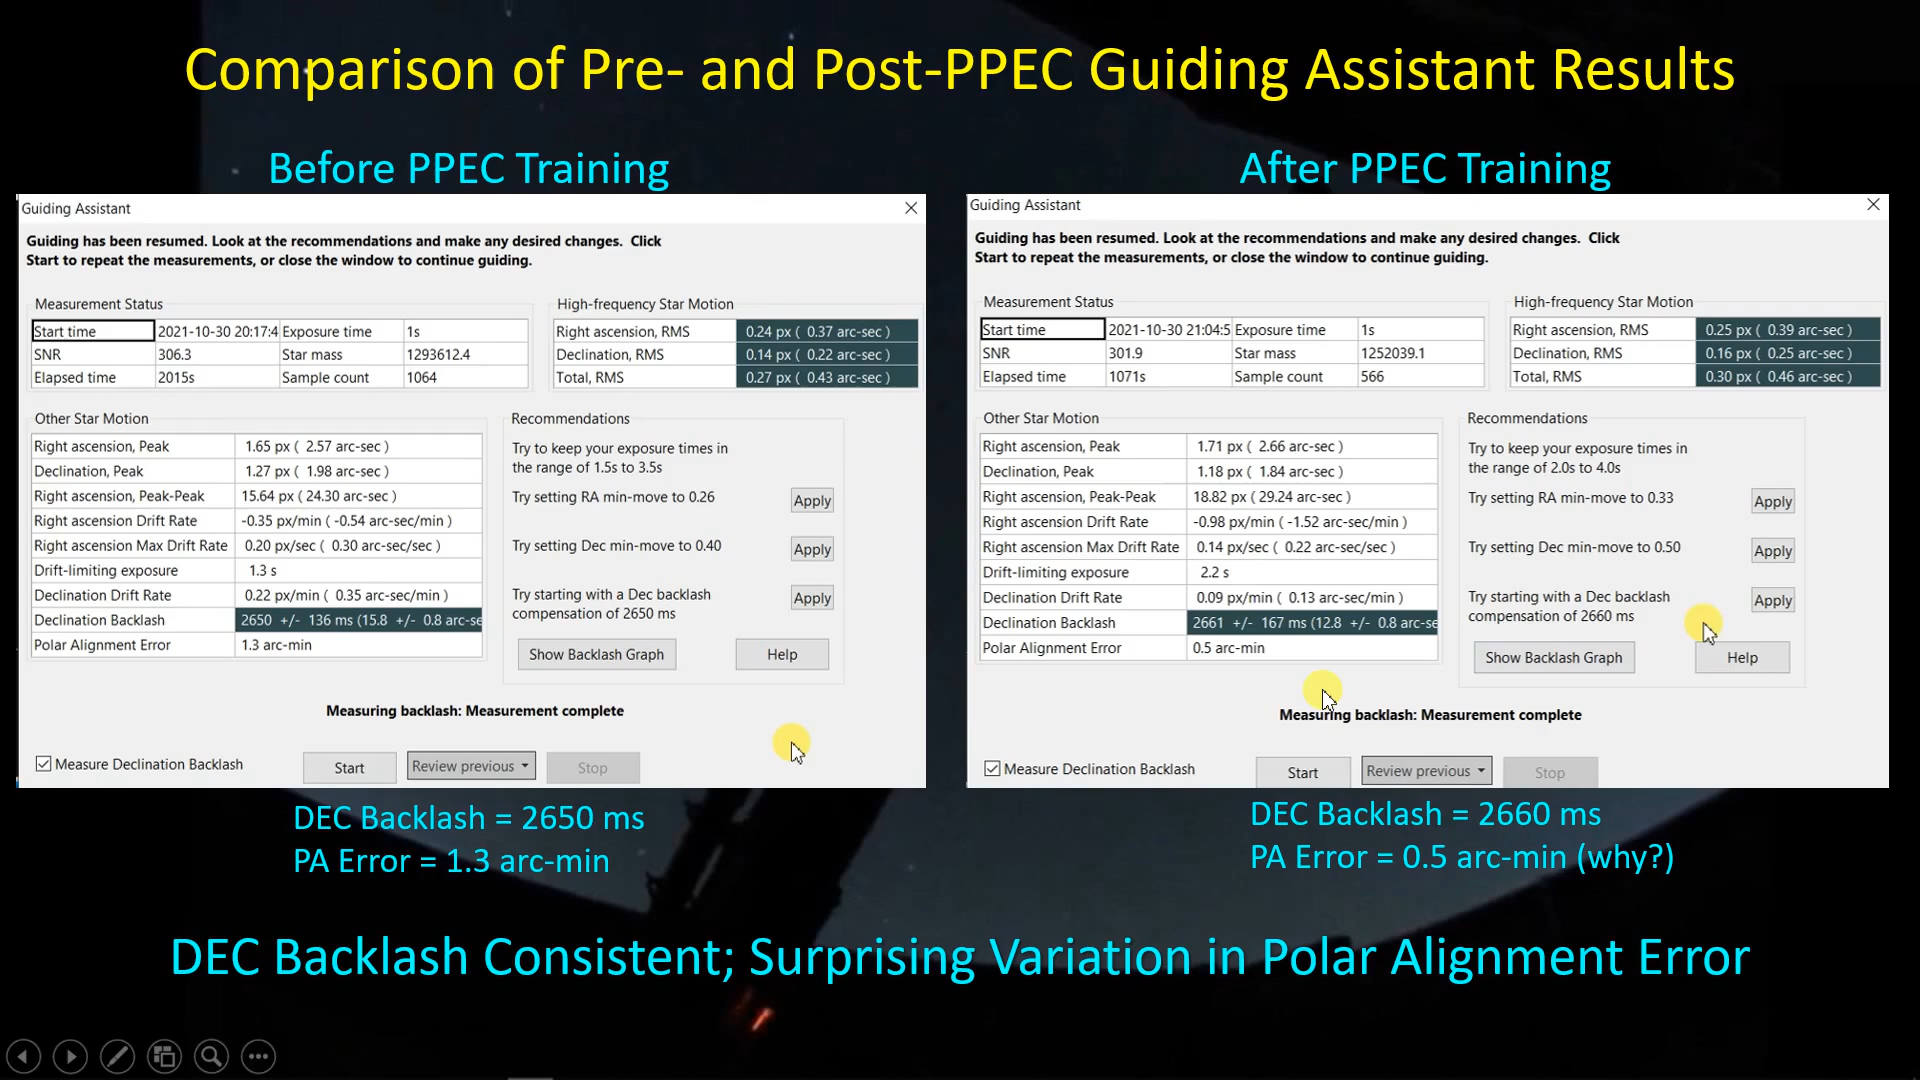 Comparison of Pre- and Post-PPEC Guiding Assistant Results
Before PPEC Training
Guiding Assistant
Guiding has been resumed. Look at the recommendations and make any desired changes. Click
Start to repeat the measurements, or close the window to continue guiding.
Measurement Status
Start time 2021-10-30 20:17:4 Exposure time 1s
SNR 306.3 Star mass 1293612.4
Elapsed time 2015s Sample count 1064
High-frequency Star Motion
Right ascension, RMS 0.24 px ( 0.37 arc-sec )
Declination, RMS 0.14 px ( 0.22 arc-sec )
Total, RMS 0.27 px ( 0.43 arc-sec )
Other Star Motion
Right ascension, Peak 1.65 px ( 2.57 arc-sec )
Declination, Peak 1.27 px ( 1.98 arc-sec )
Right ascension, Peak-Peak 15.64 px ( 24.30 arc-sec )
Right ascension Drift Rate -0.35 px/min ( -0.54 arc-sec/min )
Right ascension Max Drift Rate 0.20 px/sec ( 0.30 arc-sec/sec )
Drift-limiting exposure 1.3 s
Declination Drift Rate 0.22 px/min ( 0.35 arc-sec/min )
Declination Backlash 2650 +/- 136 ms (15.8 +/- 0.8 arc-se
Polar Alignment Error 1.3 arc-min
Recommendations
Try to keep your exposure times in
the range of 1.5s to 3.5s
Try setting RA min-move to 0.26 Apply
Try setting Dec min-move to 0.40 Apply
Try starting with a Dec backlash
compensation of 2650 ms Apply
Show Backlash Graph Help
Measuring backlash: Measurement complete
Measure Declination Backlash Start Review previous Stop
DEC Backlash = 2650 ms
PA Error = 1.3 arc-min
After PPEC Training
Guiding Assistant
Guiding has been resumed. Look at the recommendations and make any desired changes. Click
Start to repeat the measurements, or close the window to continue guiding.
Measurement Status
Start time 2021-10-30 21:04:5 Exposure time 1s
SNR 301.9 Star mass 1252039.1
Elapsed time 1071s Sample count 566
High-frequency Star Motion
Right ascension, RMS 0.25 px ( 0.39 arc-sec )
Declination, RMS 0.16 px ( 0.25 arc-sec )
Total, RMS 0.30 px ( 0.46 arc-sec )
Other Star Motion
Right ascension, Peak 1.71 px ( 2.66 arc-sec )
Declination, Peak 1.18 px ( 1.84 arc-sec )
Right ascension, Peak-Peak 18.82 px ( 29.24 arc-sec )
Right ascension Drift Rate -0.98 px/min ( -1.52 arc-sec/min )
Right ascension Max Drift Rate 0.14 px/sec ( 0.22 arc-sec/sec )
Drift-limiting exposure 2.2 s
Declination Drift Rate 0.09 px/min ( 0.13 arc-sec/min )
Declination Backlash 2661 +/- 167 ms (12.8 +/- 0.8 arc-se
Polar Alignment Error 0.5 arc-min
Recommendations
Try to keep your exposure times in
the range of 2.0s to 4.0s
Try setting RA min-move to 0.33 Apply
Try setting Dec min-move to 0.50 Apply
Try starting with a Dec backlash
compensation of 2660 ms Apply
Show Backlash Graph Help
Measuring backlash: Measurement complete
Measure Declination Backlash Start Review previous Stop
DEC Backlash = 2660 ms
PA Error = 0.5 arc-min (why?)
DEC Backlash Consistent; Surprising Variation in Polar Alignment Error